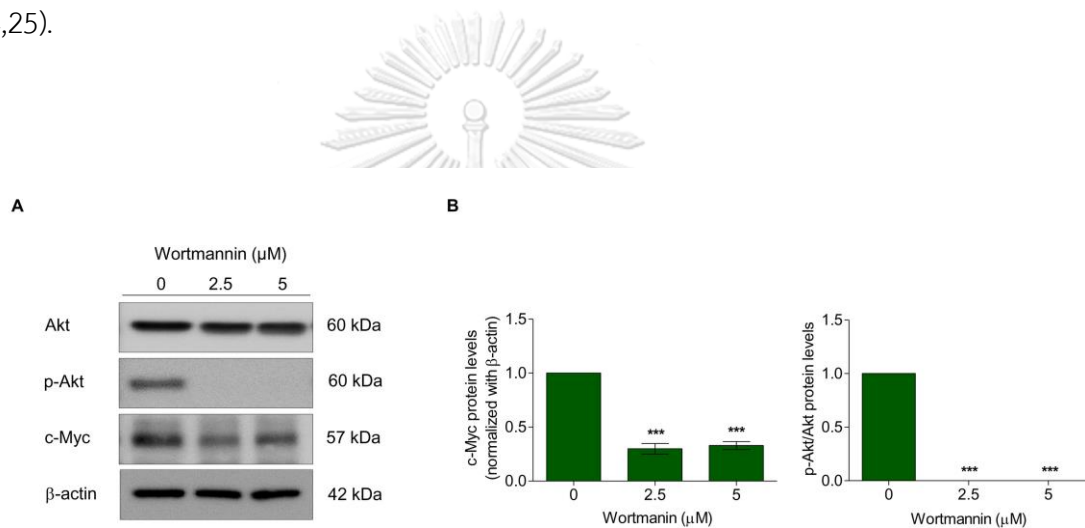 ,25).
A
Wortmannin (µM)
0 2.5 5
Akt 60 kDa
p-Akt 60 kDa
c-Myc 57 kDa
β-actin 42 kDa
B
c-Myc protein levels
(normalized with β-actin)
1.5
1.0
0.5
0.0
*** ***
0 2.5 5
Wortmannin (µM)
p-Akt/Akt protein levels
1.5
1.0
0.5
0.0
*** ***
0 2.5 5
Wortmannin (µM)